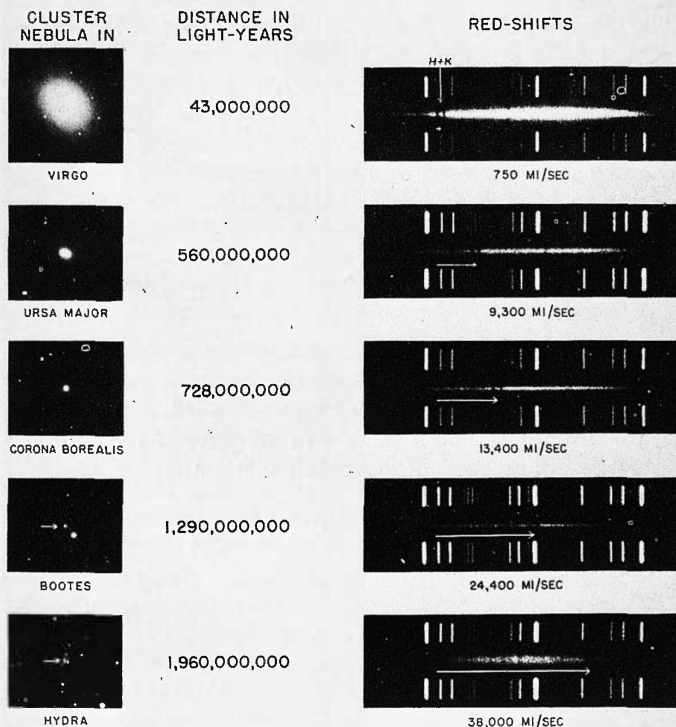 CLUSTER
NEBULA IN
DISTANCE IN
LIGHT-YEARS
RED-SHIFTS
H+K
VIRGO
43,000,000
750 MI/SEC
URSA MAJOR
560,000,000
9,300 MI/SEC
CORONA BOREALIS
728,000,000
13,400 MI/SEC
BOOTES
1,290,000,000
24,400 MI/SEC
HYDRA
1,960,000,000
38,000 MI/SEC